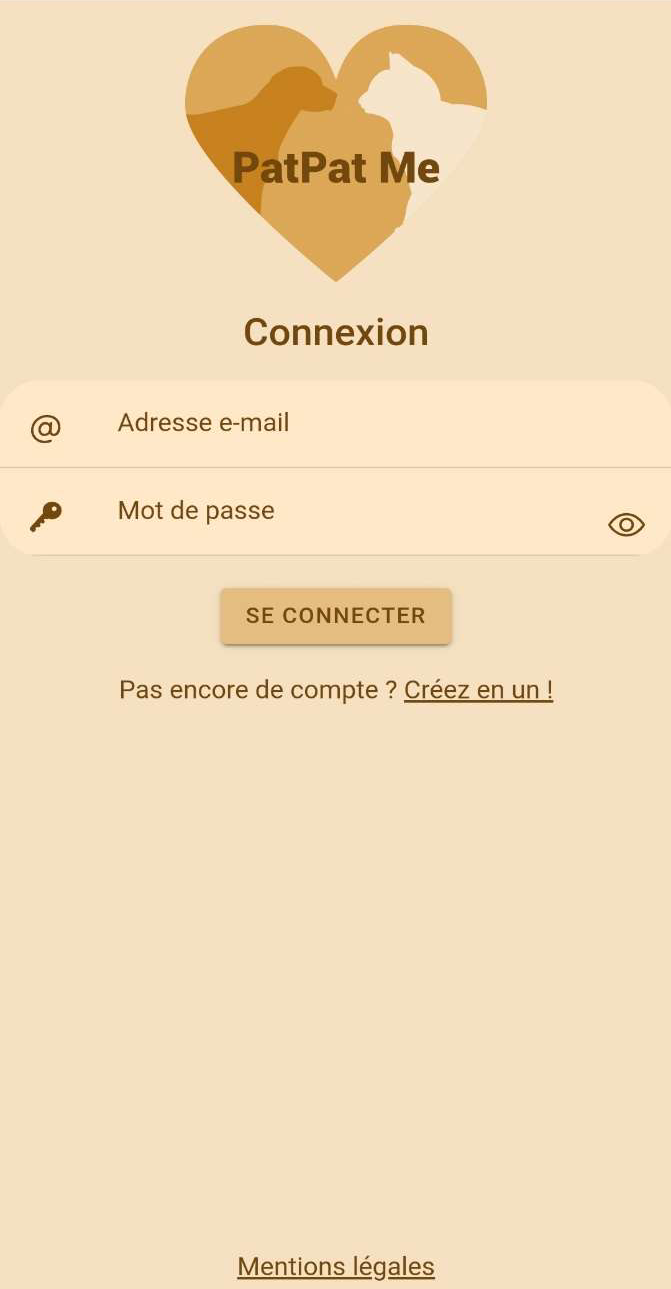 PatPat Me
Connexion
@ Adresse e-mail
Mot de passe
SE CONNECTER
Pas encore de compte ? Créez en un !
Mentions légales